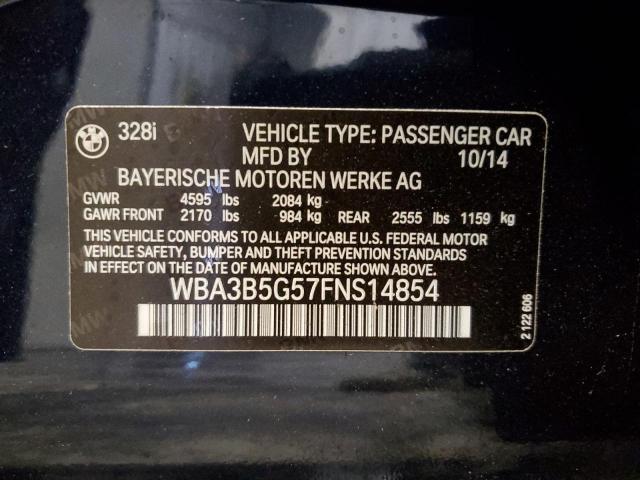 BMW 328i VEHICLE TYPE: PASSENGER CAR
MFD BY 10/14
BAYERISCHE MOTOREN WERKE AG
GVWR 4595 lbs 2084 kg
GAWR FRONT 2170 lbs 984 kg REAR 2555 lbs 1159 kg
THIS VEHICLE CONFORMS TO ALL APPLICABLE U.S. FEDERAL MOTOR
VEHICLE SAFETY, BUMPER AND THEFT PREVENTION STANDARDS
IN EFFECT ON THE DATE OF MANUFACTURE SHOWN ABOVE.
WBA3B5G57FNS14854
2 122 606